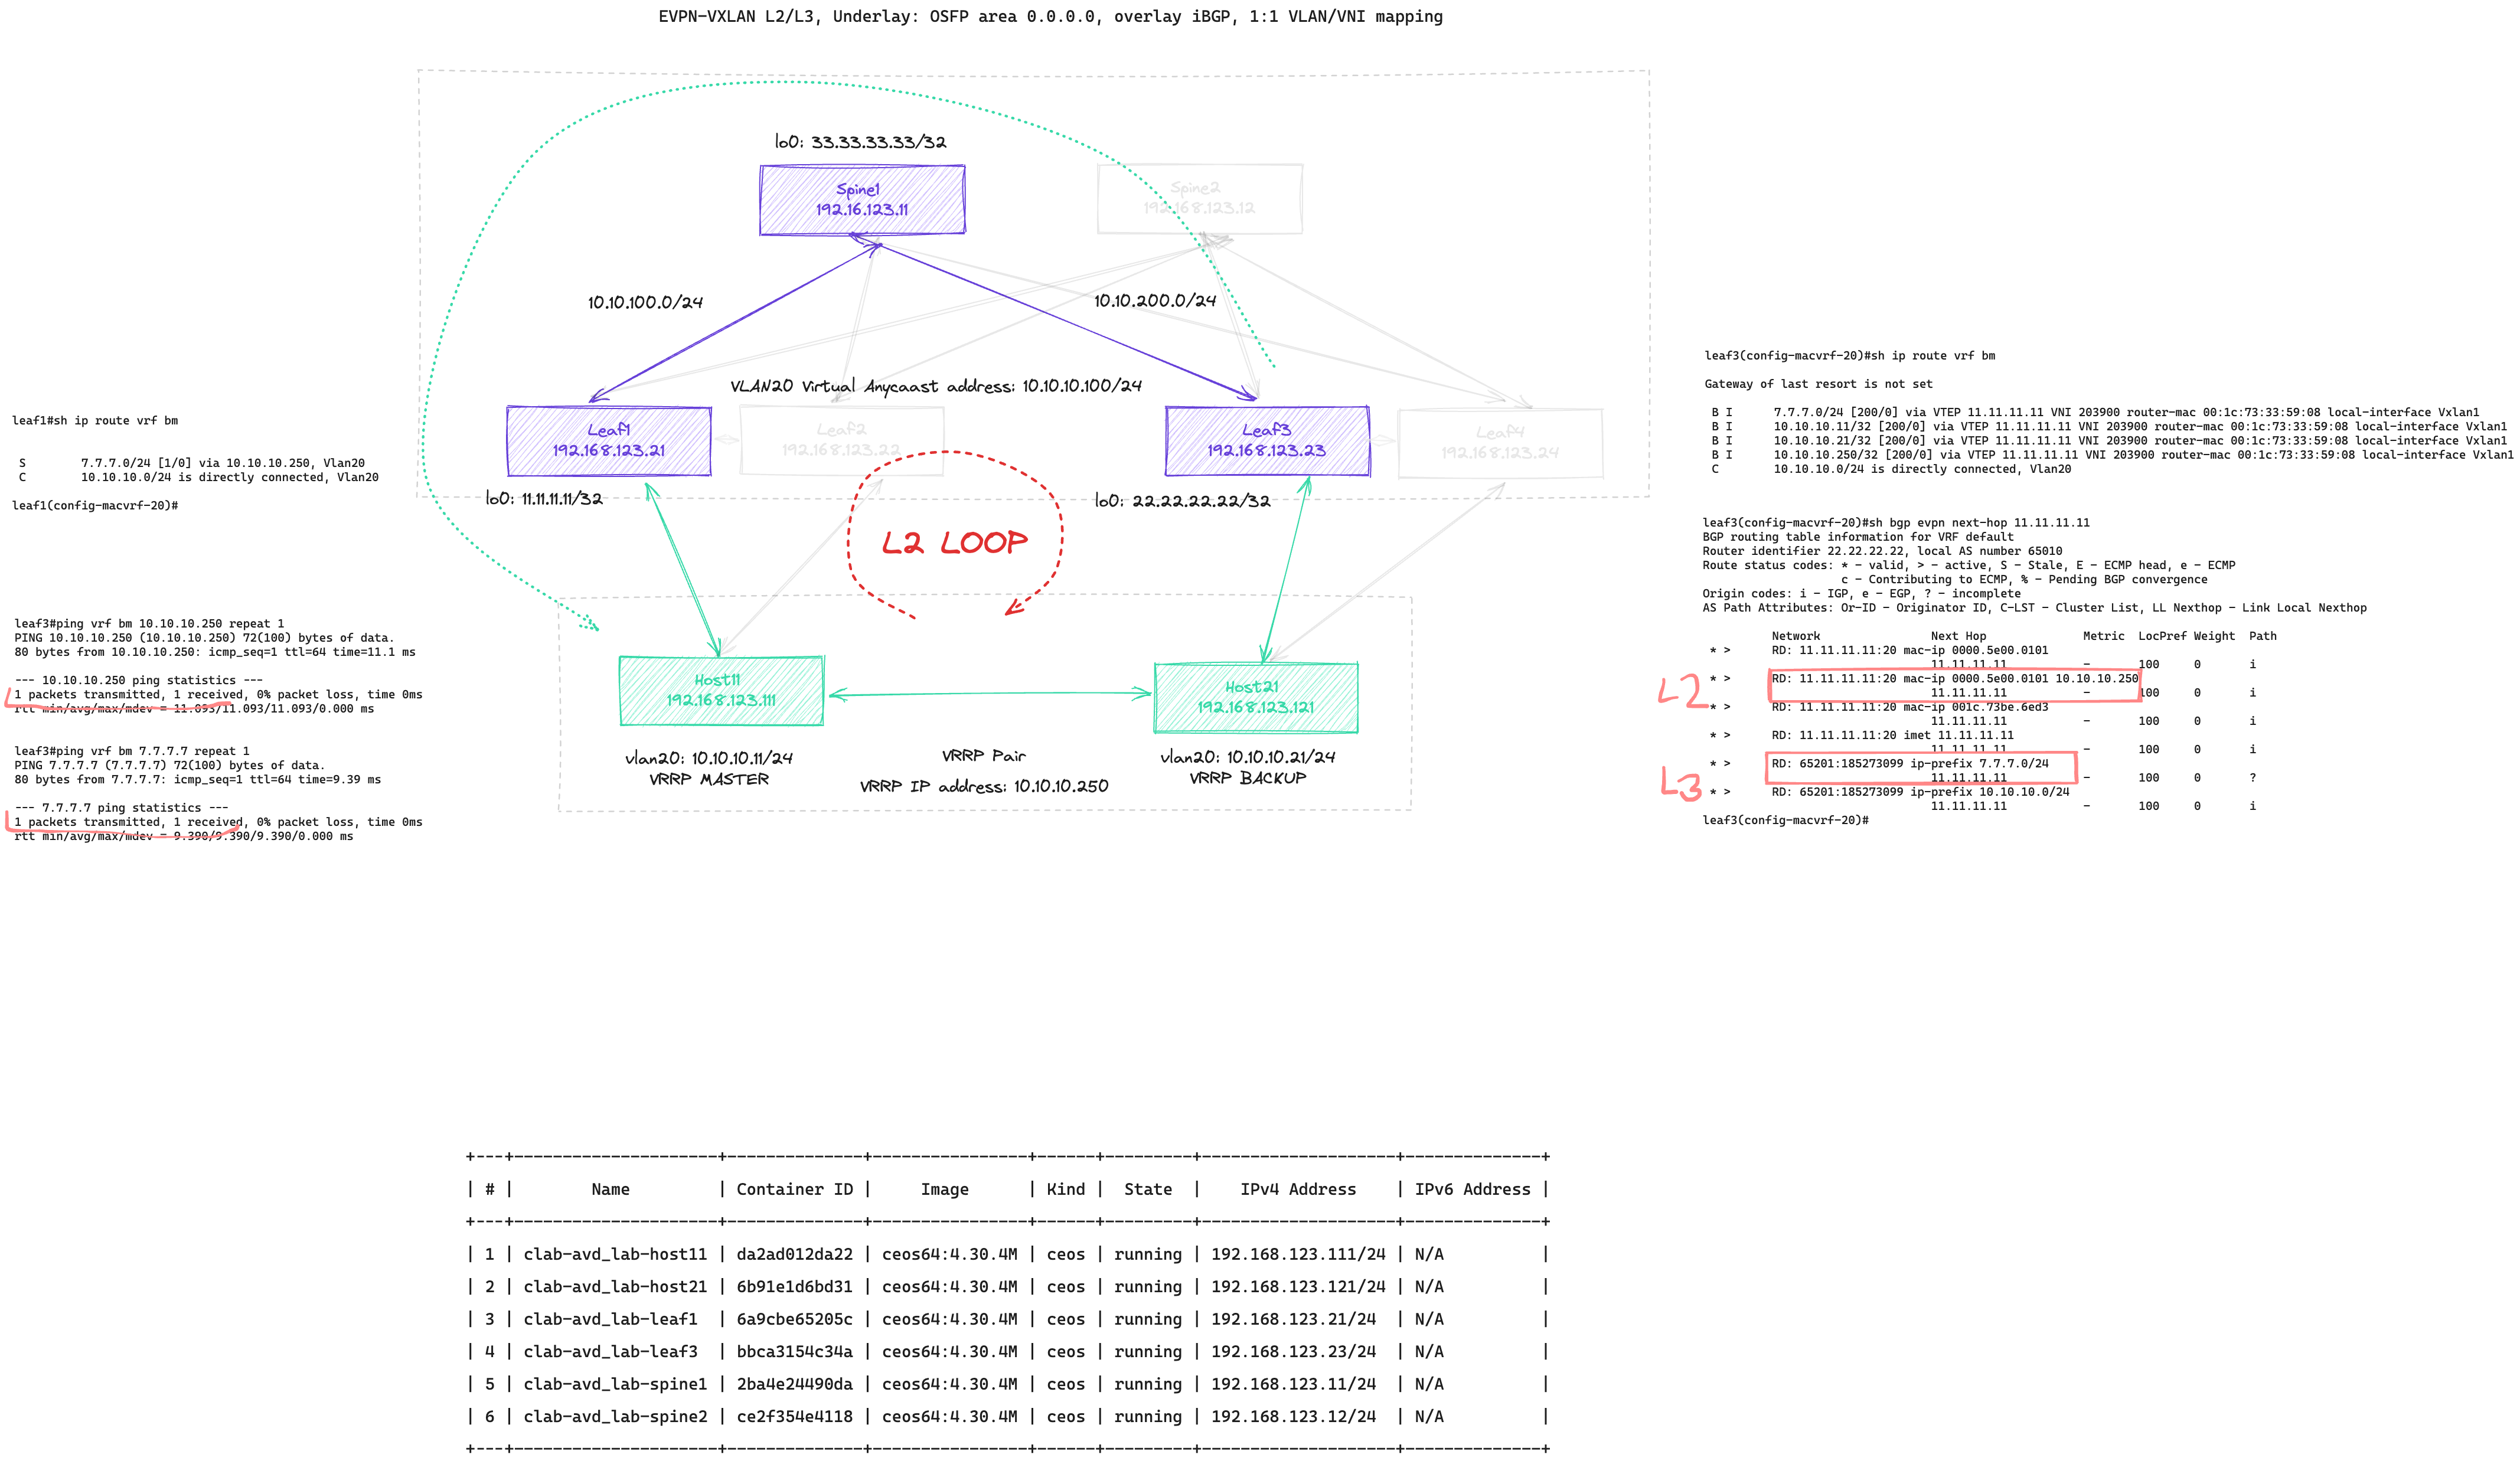 EVPN-VXLAN L2/L3, Underlay: OSFP area 0.0.0.0, overlay iBGP, 1:1 VLAN/VNI mapping
lo0: 33.33.33.33/32
Spine1
192.16.123.11
Spine2
192.168.123.12
10.10.100.0/24
10.10.200.0/24
VLAN20 Virtual Anycaast address: 10.10.10.100/24
Leaf1
192.168.123.21
Leaf2
192.168.123.22
Leaf3
192.168.123.23
Leaf4
192.168.123.24
lo0: 11.11.11.11/32
lo0: 22.22.22.22/32
L2 LOOP
Host11
192.168.123.111
Host21
192.168.123.121
vlan20: 10.10.10.11/24
VRRP MASTER
VRRP Pair
VRRP IP address: 10.10.10.250
vlan20: 10.10.10.21/24
VRRP BACKUP
leaf1#sh ip route vrf bm
S        7.7.7.0/24 [1/0] via 10.10.10.250, Vlan20
C        10.10.10.0/24 is directly connected, Vlan20
leaf1(config-macvrf-20)#
leaf3#ping vrf bm 10.10.10.250 repeat 1
PING 10.10.10.250 (10.10.10.250) 72(100) bytes of data.
80 bytes from 10.10.10.250: icmp_seq=1 ttl=64 time=11.1 ms
--- 10.10.10.250 ping statistics ---
1 packets transmitted, 1 received, 0% packet loss, time 0ms
rtt min/avg/max/mdev = 11.093/11.093/11.093/0.000 ms
leaf3#ping vrf bm 7.7.7.7 repeat 1
PING 7.7.7.7 (7.7.7.7) 72(100) bytes of data.
80 bytes from 7.7.7.7: icmp_seq=1 ttl=64 time=9.39 ms
--- 7.7.7.7 ping statistics ---
1 packets transmitted, 1 received, 0% packet loss, time 0ms
rtt min/avg/max/mdev = 9.390/9.390/9.390/0.000 ms
leaf3(config-macvrf-20)#sh ip route vrf bm
Gateway of last resort is not set
B I      7.7.7.0/24 [200/0] via VTEP 11.11.11.11 VNI 203900 router-mac 00:1c:73:33:59:08 local-interface Vxlan1
B I      10.10.10.11/32 [200/0] via VTEP 11.11.11.11 VNI 203900 router-mac 00:1c:73:33:59:08 local-interface Vxlan1
B I      10.10.10.21/32 [200/0] via VTEP 11.11.11.11 VNI 203900 router-mac 00:1c:73:33:59:08 local-interface Vxlan1
B I      10.10.10.250/32 [200/0] via VTEP 11.11.11.11 VNI 203900 router-mac 00:1c:73:33:59:08 local-interface Vxlan1
C        10.10.10.0/24 is directly connected, Vlan20
leaf3(config-macvrf-20)#sh bgp evpn next-hop 11.11.11.11
BGP routing table information for VRF default
Router identifier 22.22.22.22, local AS number 65010
Route status codes: * - valid, > - active, S - Stale, E - ECMP head, e - ECMP
c - Contributing to ECMP, % - Pending BGP convergence
Origin codes: i - IGP, e - EGP, ? - incomplete
AS Path Attributes: Or-ID - Originator ID, C-LST - Cluster List, LL Nexthop - Link Local Nexthop
Network                Next Hop              Metric  LocPref Weight  Path
* >      RD: 11.11.11.11:20 mac-ip 0000.5e00.0101
11.11.11.11           -       100     0       i
* >      RD: 11.11.11.11:20 mac-ip 0000.5e00.0101 10.10.10.250
11.11.11.11           -       100     0       i
* >      RD: 11.11.11.11:20 mac-ip 001c.73be.6ed3
11.11.11.11           -       100     0       i
* >      RD: 11.11.11.11:20 imet 11.11.11.11
11.11.11.11           -       100     0       i
* >      RD: 65201:185273099 ip-prefix 7.7.7.0/24
11.11.11.11           -       100     0       ?
* >      RD: 65201:185273099 ip-prefix 10.10.10.0/24
11.11.11.11           -       100     0       i
leaf3(config-macvrf-20)#
L2
L3
+---+---------------------+--------------+----------------+------+---------+--------------------+--------------+
| # |        Name         | Container ID |     Image      | Kind |  State  |    IPv4 Address    | IPv6 Address |
+---+---------------------+--------------+----------------+------+---------+--------------------+--------------+
| 1 | clab-avd_lab-host11 | da2ad012da22 | ceos64:4.30.4M | ceos | running | 192.168.123.111/24 | N/A          |
| 2 | clab-avd_lab-host21 | 6b91e1d6bd31 | ceos64:4.30.4M | ceos | running | 192.168.123.121/24 | N/A          |
| 3 | clab-avd_lab-leaf1  | 6a9cbe65205c | ceos64:4.30.4M | ceos | running | 192.168.123.21/24  | N/A          |
| 4 | clab-avd_lab-leaf3  | bbca3154c34a | ceos64:4.30.4M | ceos | running | 192.168.123.23/24  | N/A          |
| 5 | clab-avd_lab-spine1 | 2ba4e24490da | ceos64:4.30.4M | ceos | running | 192.168.123.11/24  | N/A          |
| 6 | clab-avd_lab-spine2 | ce2f354e4118 | ceos64:4.30.4M | ceos | running | 192.168.123.12/24  | N/A          |
+---+---------------------+--------------+----------------+------+---------+--------------------+--------------+